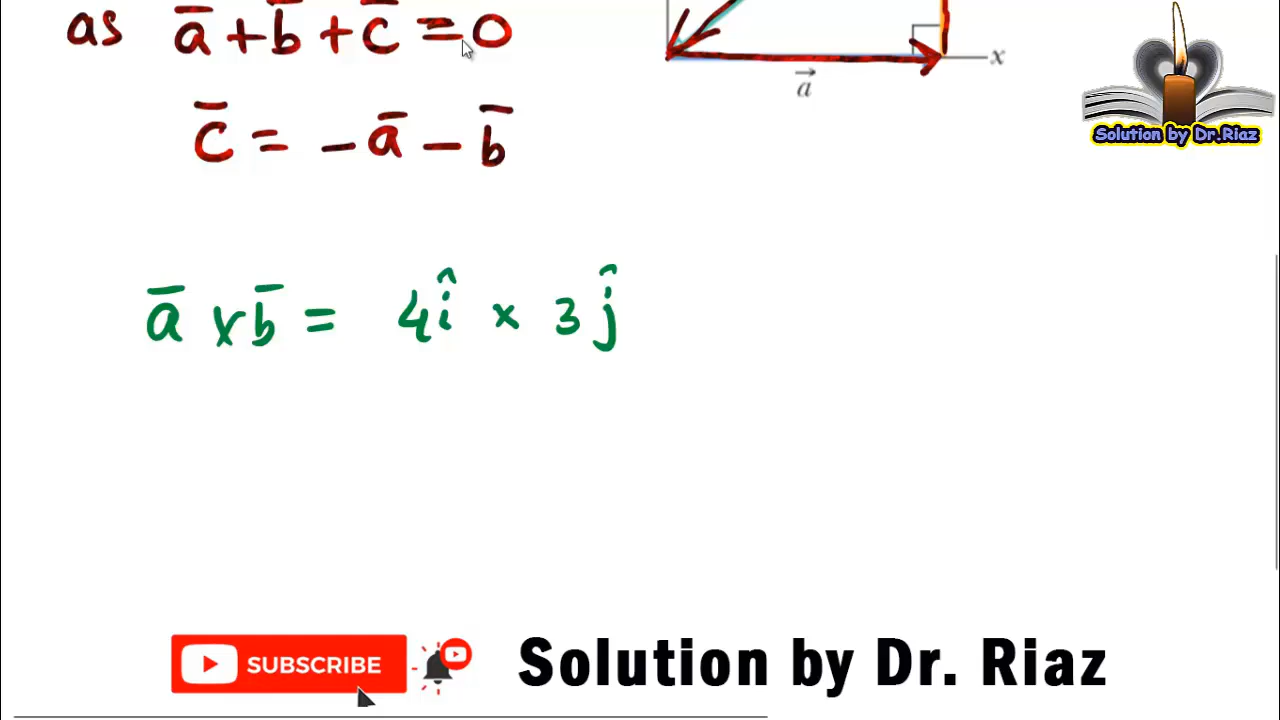 as a̅ + b̅ + c̅ = 0
x
a⃗
Solution by Dr.Riaz
c̅ = - a̅ - b̅
a̅ x b̅ = 4î x 3ĵ
SUBSCRIBE
Solution by Dr. Riaz